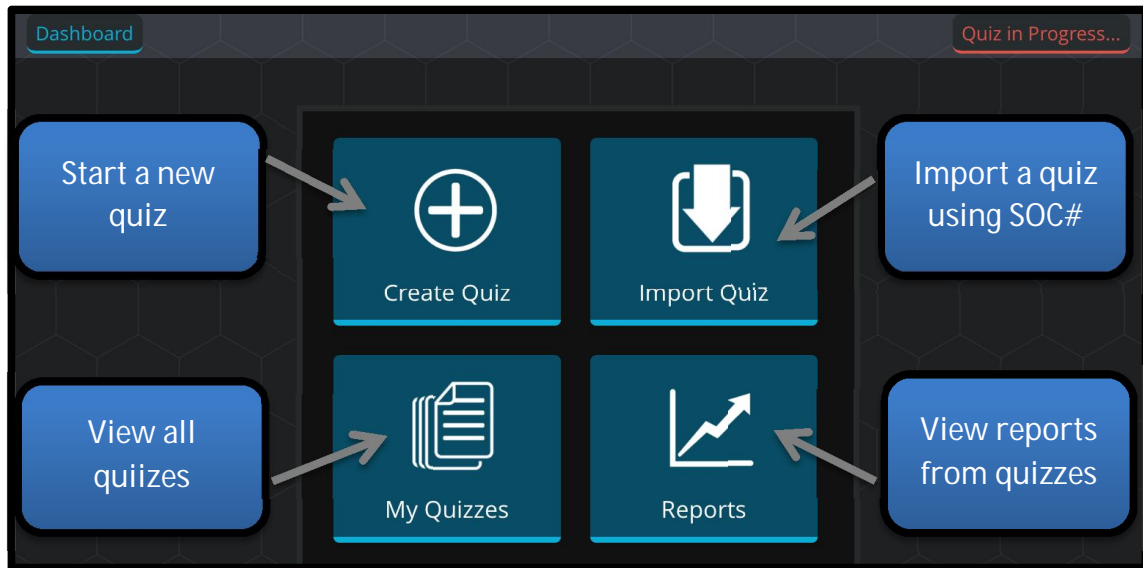 Dashboard
Quiz in Progress...
Start a new
quiz
Import a quiz
using SOC#
Create Quiz
Import Quiz
View all
quiizes
View reports
from quizzes
My Quizzes
Reports